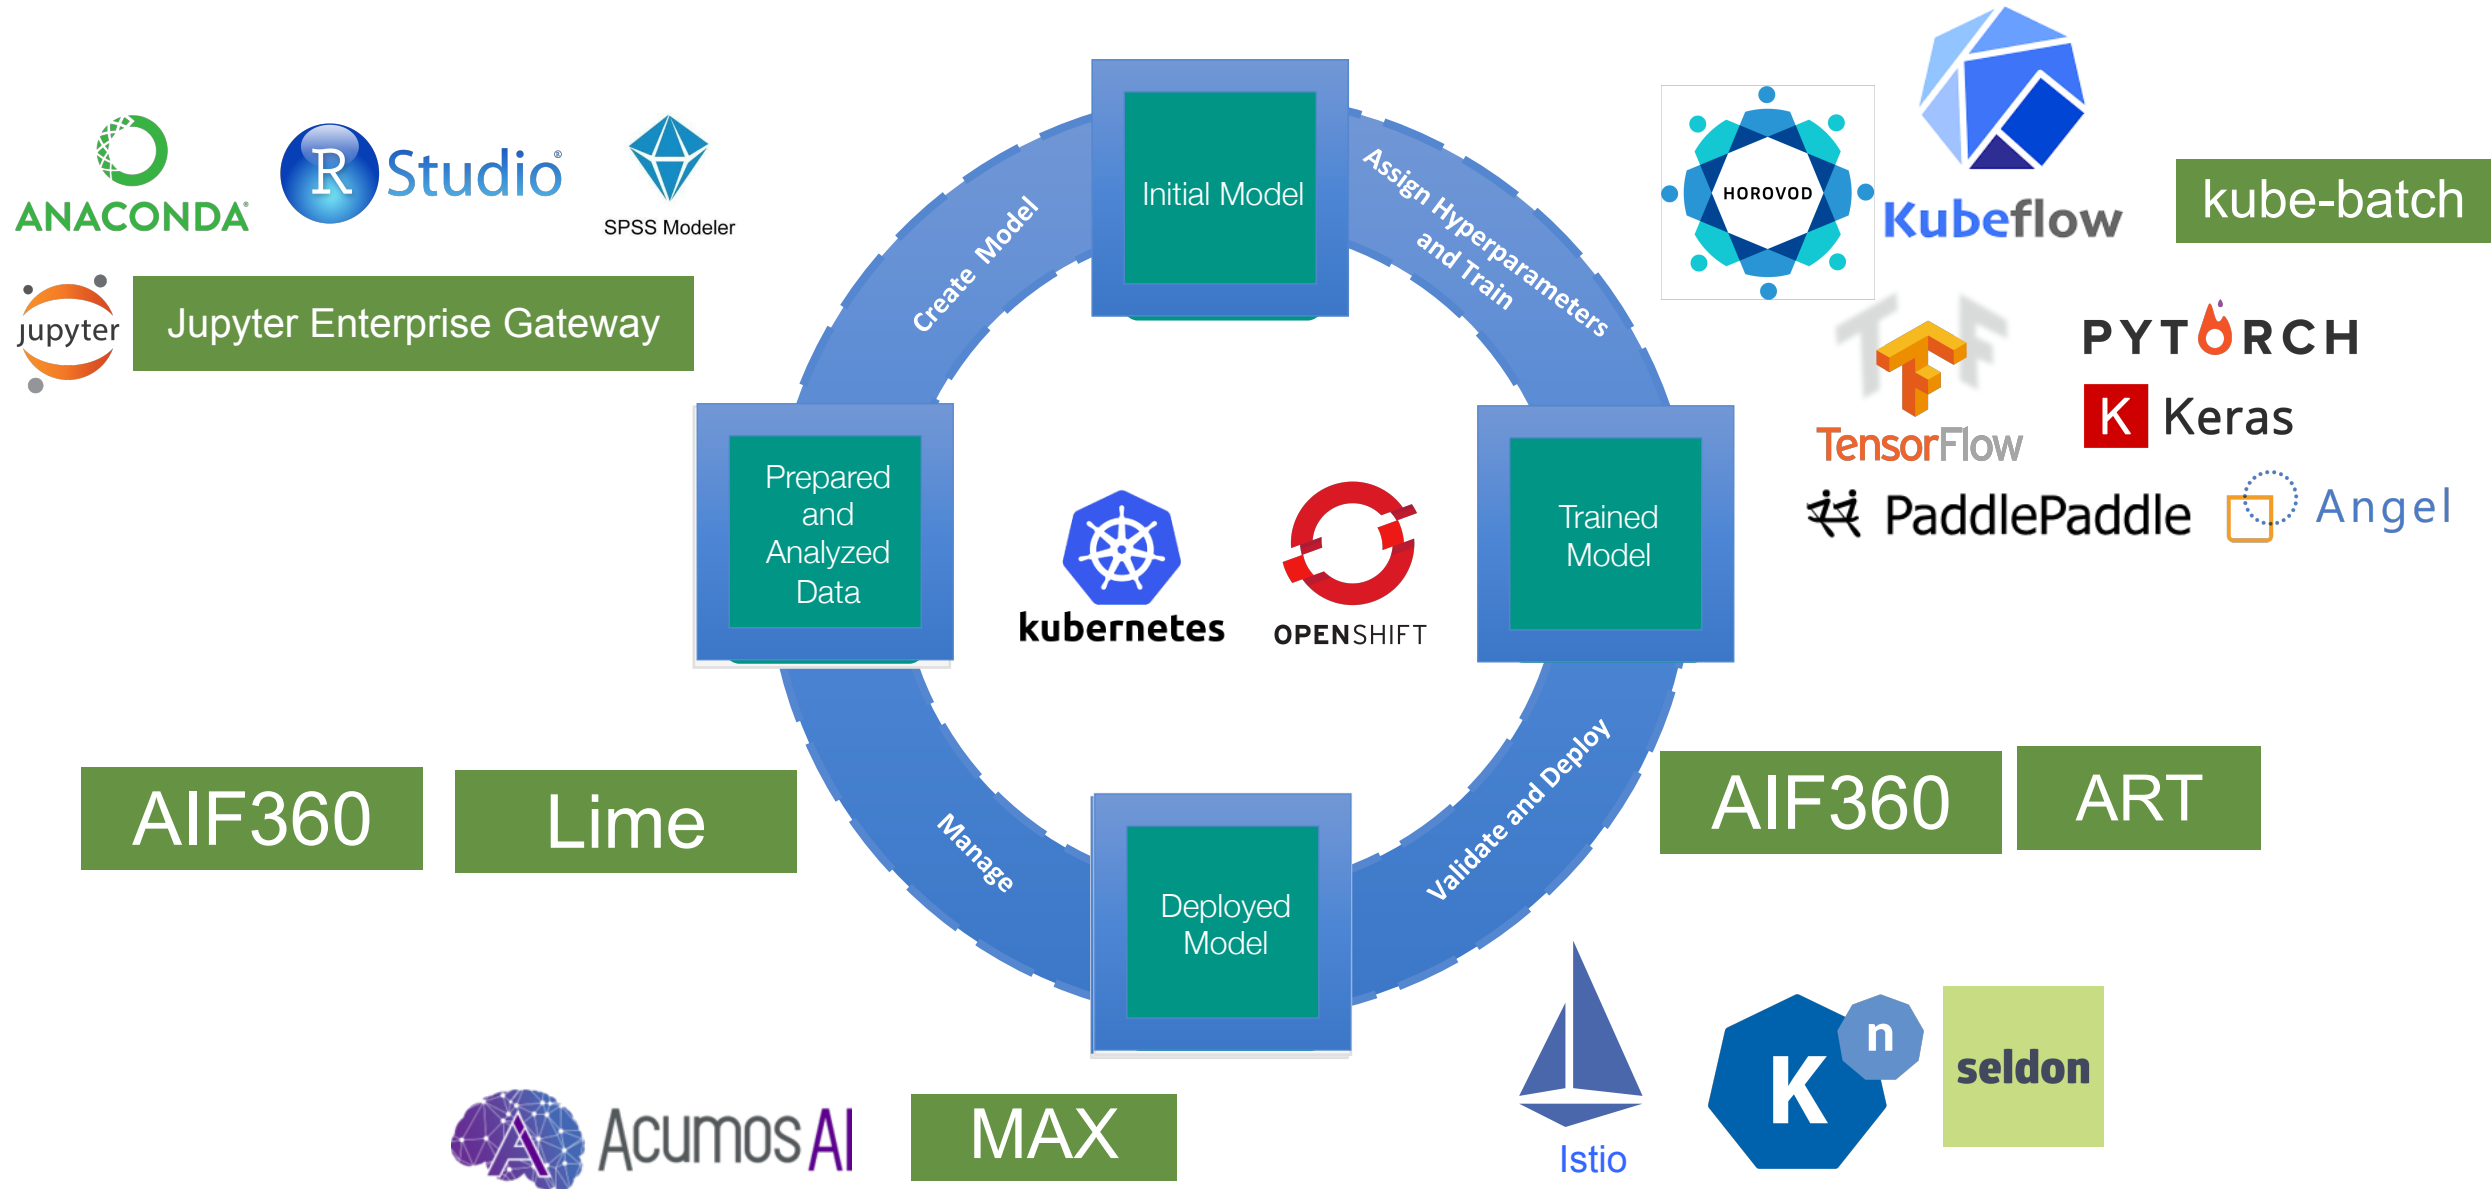 ANACONDA®
R Studio®
SPSS Modeler
jupyter
Jupyter Enterprise Gateway
Create Model
Initial Model
Assign Hyperparameters
and Train
HOROVOD
Kubeflow
kube-batch
TensorFlow
PYTORCH
K Keras
PaddlePaddle
Angel
Prepared
and
Analyzed
Data
kubernetes
OPENSHIFT
Trained
Model
AIF360
Lime
Manage
Deployed
Model
Validate and Deploy
AIF360
ART
Acumos AI
MAX
Istio
K n
seldon